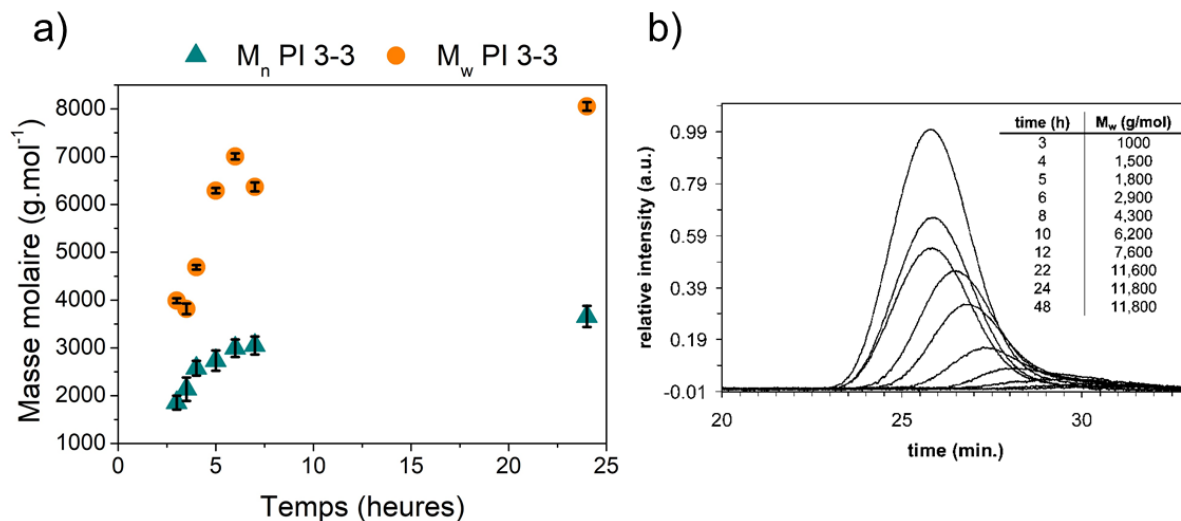 a)
Mn PI 3-3 Mw PI 3-3
8000
7000
6000
5000
4000
3000
2000
1000
0 5 10 15 20 25
Masse molaire (g.mol-1)
Temps (heures)
b)
0.99
0.79
0.59
0.39
0.19
-0.01
20 25 30
relative intensity (a.u.)
time (min.)
time (h) Mw (g/mol)
3 1000
4 1,500
5 1,800
6 2,900
8 4,300
10 6,200
12 7,600
22 11,600
24 11,800
48 11,800